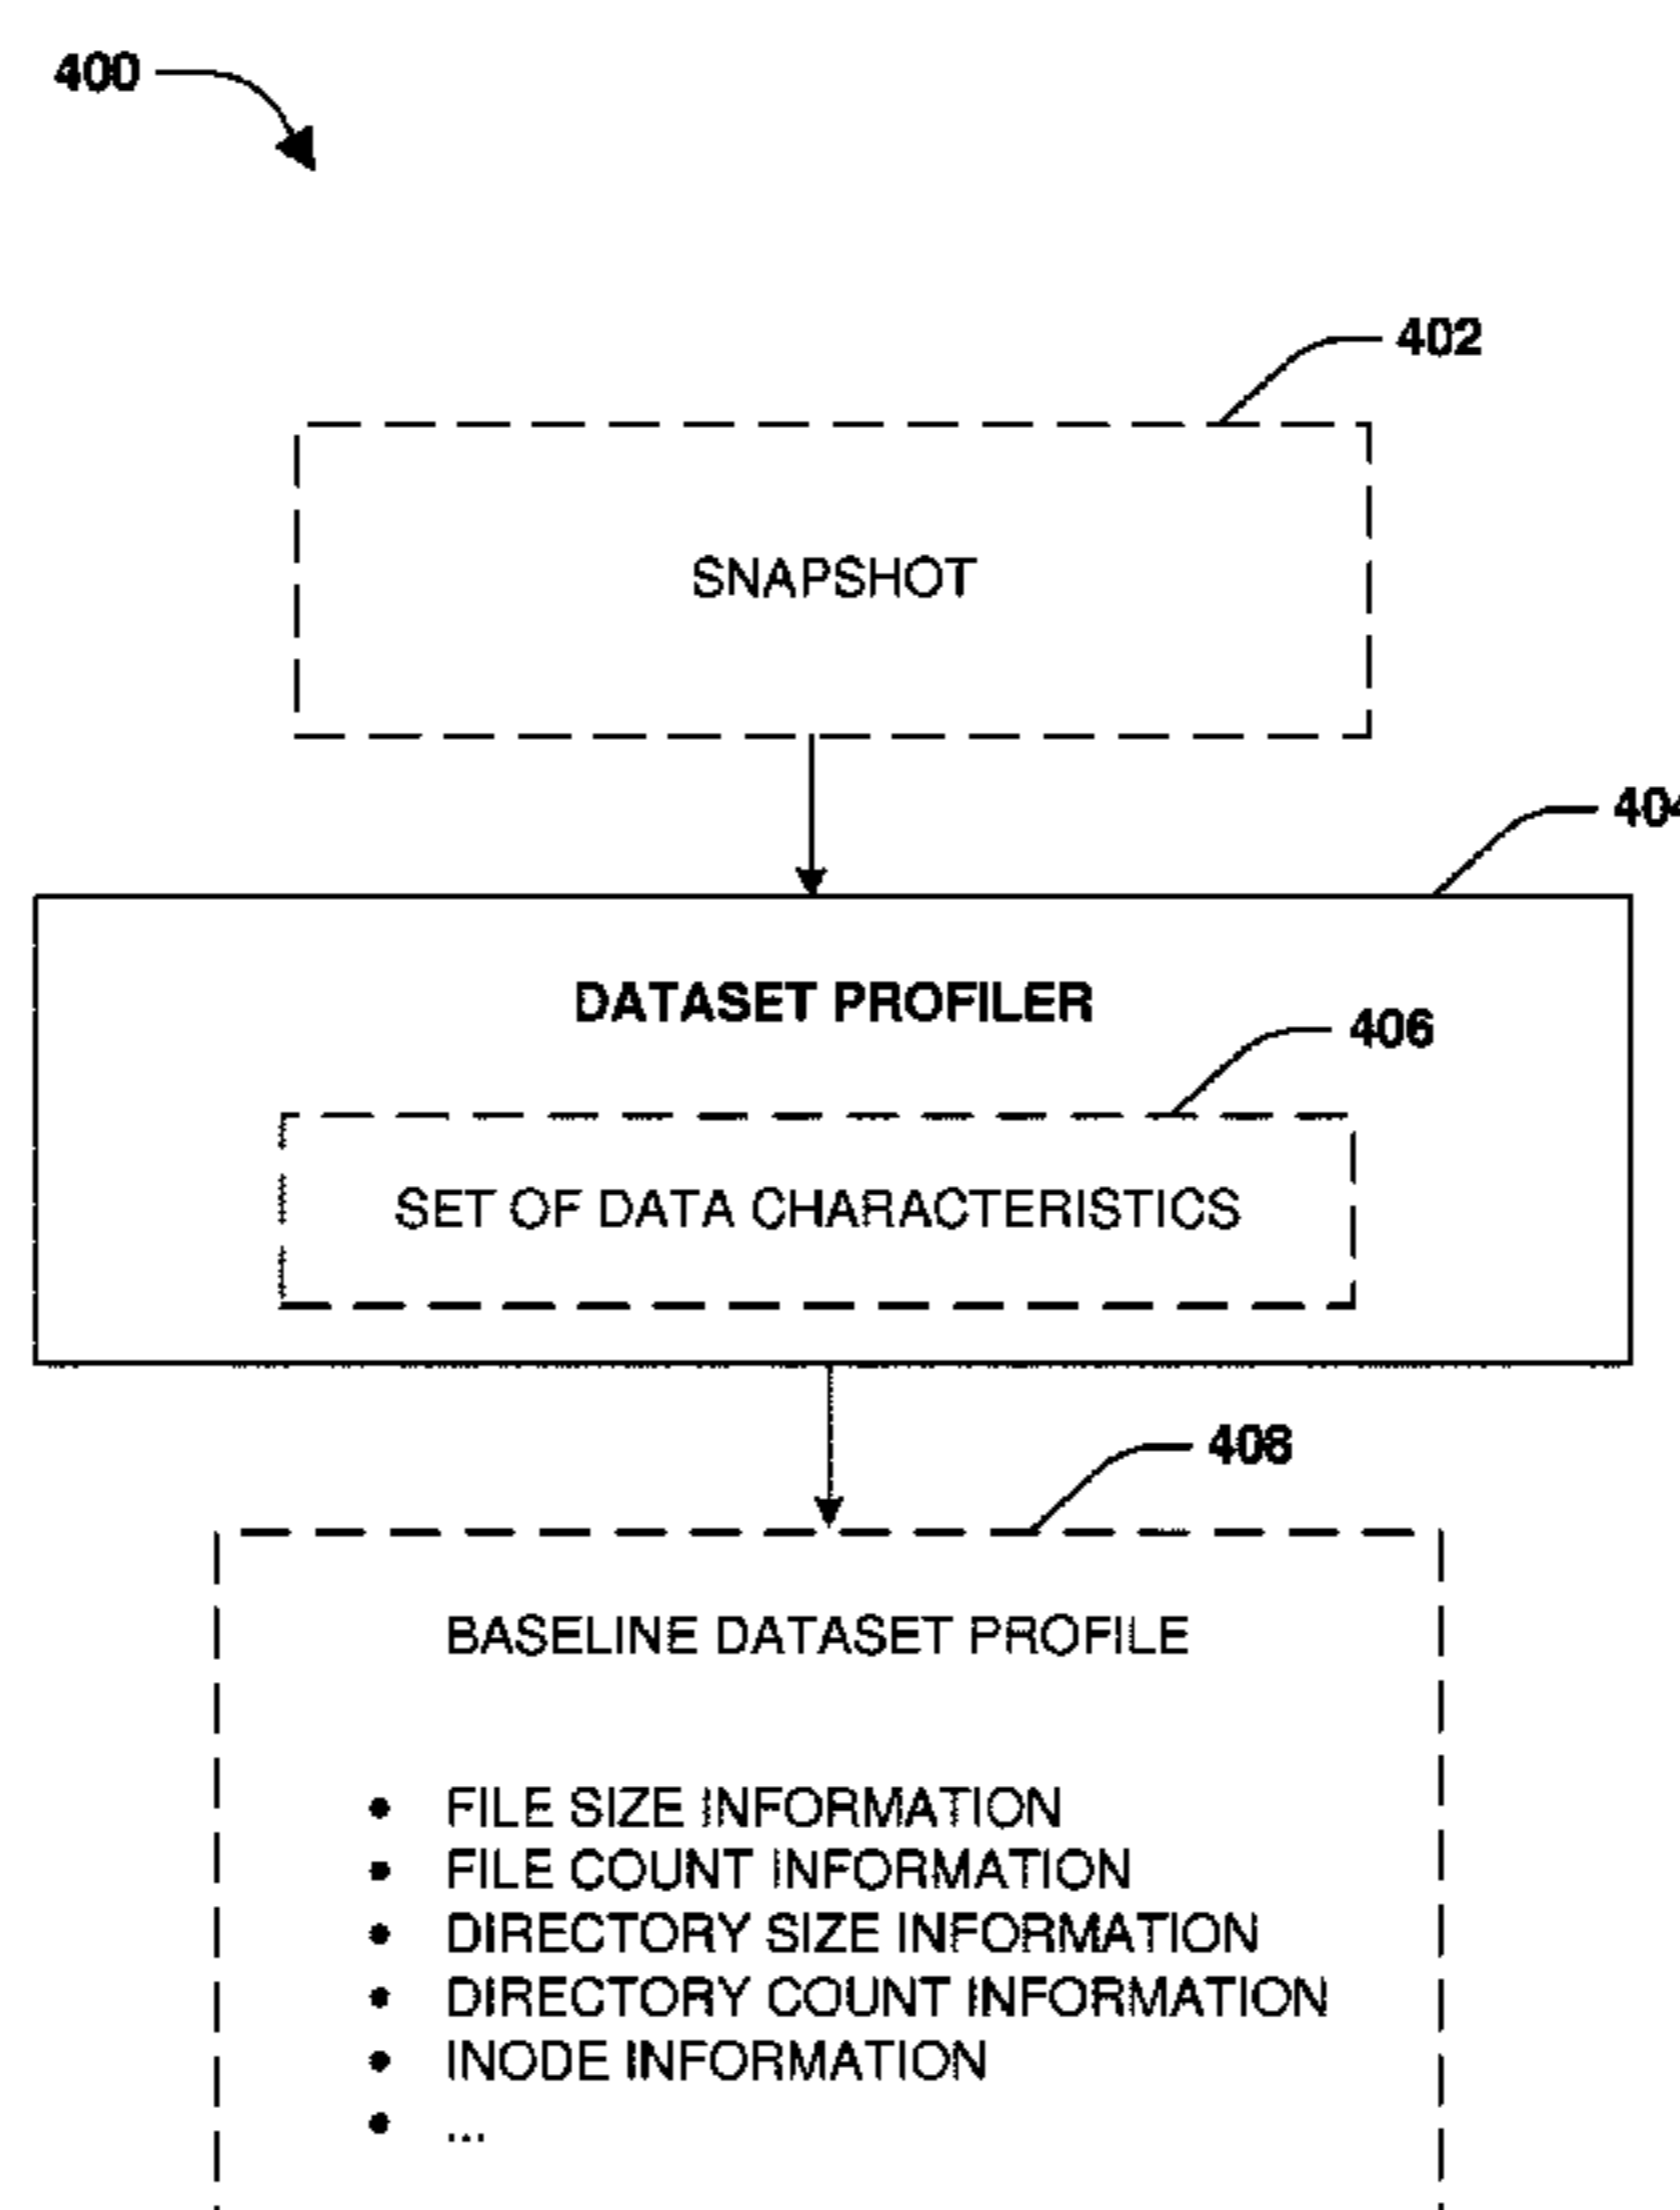 400
402
SNAPSHOT
404
DATASET PROFILER
406
SET OF DATA CHARACTERISTICS
408
BASELINE DATASET PROFILE
• FILE SIZE INFORMATION
• FILE COUNT INFORMATION
• DIRECTORY SIZE INFORMATION
• DIRECTORY COUNT INFORMATION
• INODE INFORMATION
• ...